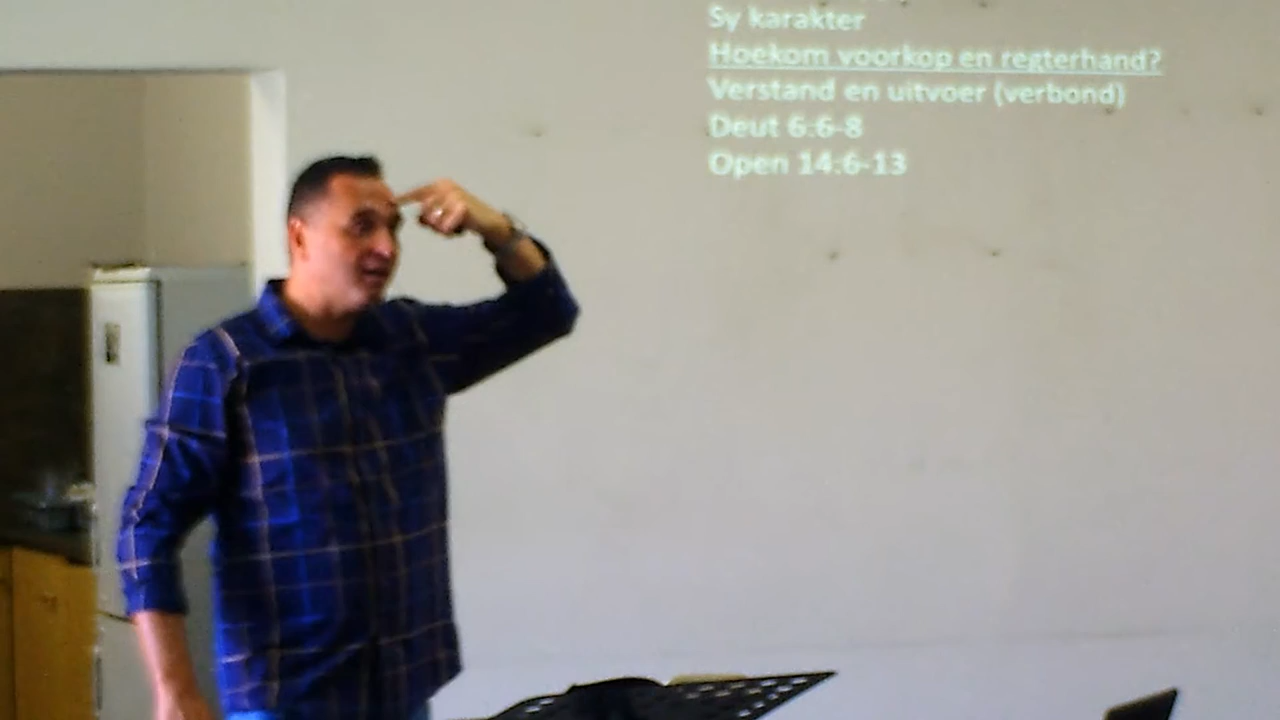 Sy karakter
Hoekom voorkop en regterhand?
Verstand en uitvoer (verbond)
Deut 6:6-8
Open 14:6-13